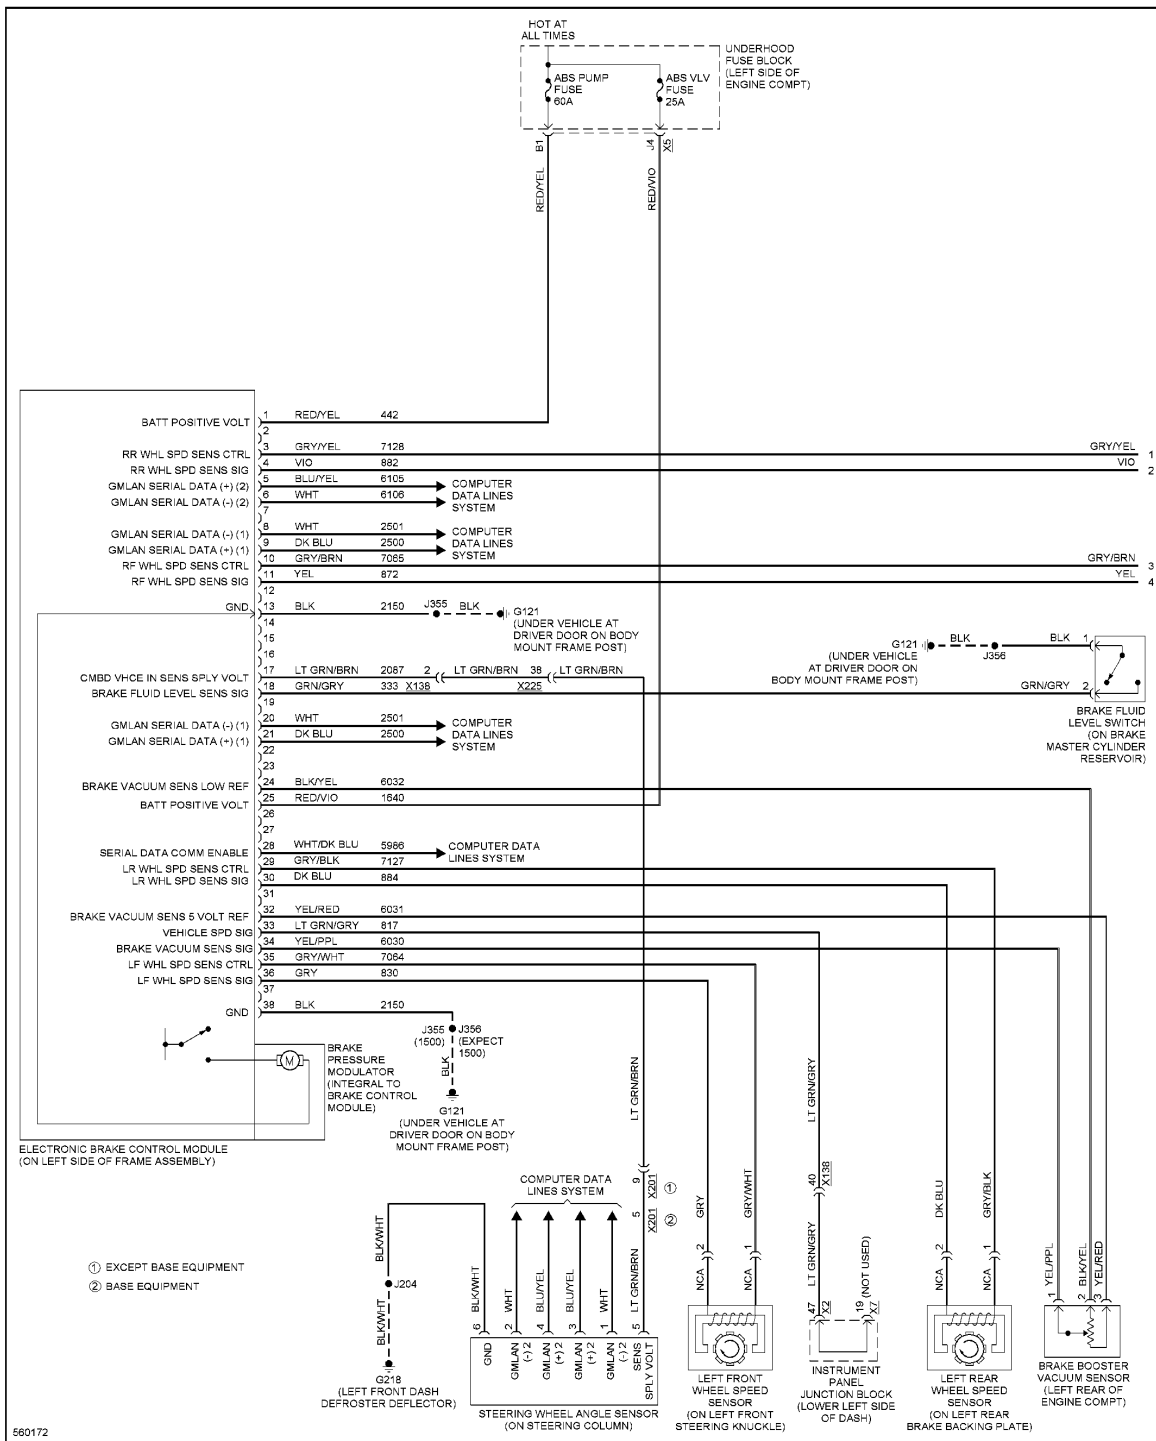 HOT AT
ALL TIMES
UNDERHOOD
FUSE BLOCK
(LEFT SIDE OF
ENGINE COMPT)
ABS PUMP
FUSE
60A
ABS VLV
FUSE
25A
B1
J4
X5
RED/YEL
RED/VIO
BATT POSITIVE VOLT 1 RED/YEL 442
2
RR WHL SPD SENS CTRL 3 GRY/YEL 7128 GRY/YEL 1
RR WHL SPD SENS SIG 4 VIO 882 VIO 2
GMLAN SERIAL DATA (+) (2) 5 BLU/YEL 6105
GMLAN SERIAL DATA (-) (2) 6 WHT 6106
COMPUTER
DATA LINES
SYSTEM
7
GMLAN SERIAL DATA (-) (1) 8 WHT 2501
GMLAN SERIAL DATA (+) (1) 9 DK BLU 2500
COMPUTER
DATA LINES
SYSTEM
RF WHL SPD SENS CTRL 10 GRY/BRN 7065 GRY/BRN 3
RF WHL SPD SENS SIG 11 YEL 872 YEL 4
12
GND 13 BLK 2150 J355 BLK G121
(UNDER VEHICLE AT
DRIVER DOOR ON BODY
MOUNT FRAME POST)
14
15
16
G121 BLK J356 BLK 1
(UNDER VEHICLE
AT DRIVER DOOR ON
BODY MOUNT FRAME POST)
CMBD VHCE IN SENS SPLY VOLT 17 LT GRN/BRN 2087 2 LT GRN/BRN 38 LT GRN/BRN
BRAKE FLUID LEVEL SENS SIG 18 GRN/GRY 333 X138 X225 GRN/GRY 2
BRAKE FLUID
LEVEL SWITCH
(ON BRAKE
MASTER CYLINDER
RESERVOIR)
19
GMLAN SERIAL DATA (-) (1) 20 WHT 2501
GMLAN SERIAL DATA (+) (1) 21 DK BLU 2500
COMPUTER
DATA LINES
SYSTEM
22
23
BRAKE VACUUM SENS LOW REF 24 BLK/YEL 6032
BATT POSITIVE VOLT 25 RED/VIO 1640
26
27
SERIAL DATA COMM ENABLE 28 WHT/DK BLU 5986
COMPUTER DATA
LINES SYSTEM
LR WHL SPD SENS CTRL 29 GRY/BLK 7127
LR WHL SPD SENS SIG 30 DK BLU 884
31
BRAKE VACUUM SENS 5 VOLT REF 32 YEL/RED 6031
VEHICLE SPD SIG 33 LT GRN/GRY 817
BRAKE VACUUM SENS SIG 34 YEL/PPL 6030
LF WHL SPD SENS CTRL 35 GRY/WHT 7064
LF WHL SPD SENS SIG 36 GRY 830
37
GND 38 BLK 2150
J355
(1500)
J356
(EXPECT
1500)
BLK
G121
(UNDER VEHICLE AT
DRIVER DOOR ON BODY
MOUNT FRAME POST)
M
BRAKE
PRESSURE
MODULATOR
(INTEGRAL TO
BRAKE CONTROL
MODULE)
ELECTRONIC BRAKE CONTROL MODULE
(ON LEFT SIDE OF FRAME ASSEMBLY)
① EXCEPT BASE EQUIPMENT
② BASE EQUIPMENT
BLK/WHT
J204
BLK/WHT
G218
(LEFT FRONT DASH
DEFROSTER DEFLECTOR)
COMPUTER DATA
LINES SYSTEM
LT GRN/BRN
9 X201 ①
5 X201 ②
BLK/WHT
WHT
BLU/YEL
BLU/YEL
WHT
LT GRN/BRN
6
2
4
3
1
5
GND
GMLAN
(-) 2
GMLAN
(+) 2
GMLAN
(+) 2
GMLAN
(-) 2
SENS
SPLY VOLT
STEERING WHEEL ANGLE SENSOR
(ON STEERING COLUMN)
GRY
GRY/WHT
2
1
NCA
NCA
LEFT FRONT
WHEEL SPEED
SENSOR
(ON LEFT FRONT
STEERING KNUCKLE)
LT GRN/GRY
40
X138
LT GRN/GRY
47
X2
19 (NOT USED)
X7
INSTRUMENT
PANEL
JUNCTION BLOCK
(LOWER LEFT SIDE
OF DASH)
DK BLU
GRY/BLK
2
1
NCA
NCA
LEFT REAR
WHEEL SPEED
SENSOR
(ON LEFT REAR
BRAKE BACKING PLATE)
1 YEL/PPL
2 BLK/YEL
3 YEL/RED
BRAKE BOOSTER
VACUUM SENSOR
(LEFT REAR OF
ENGINE COMPT)
560172